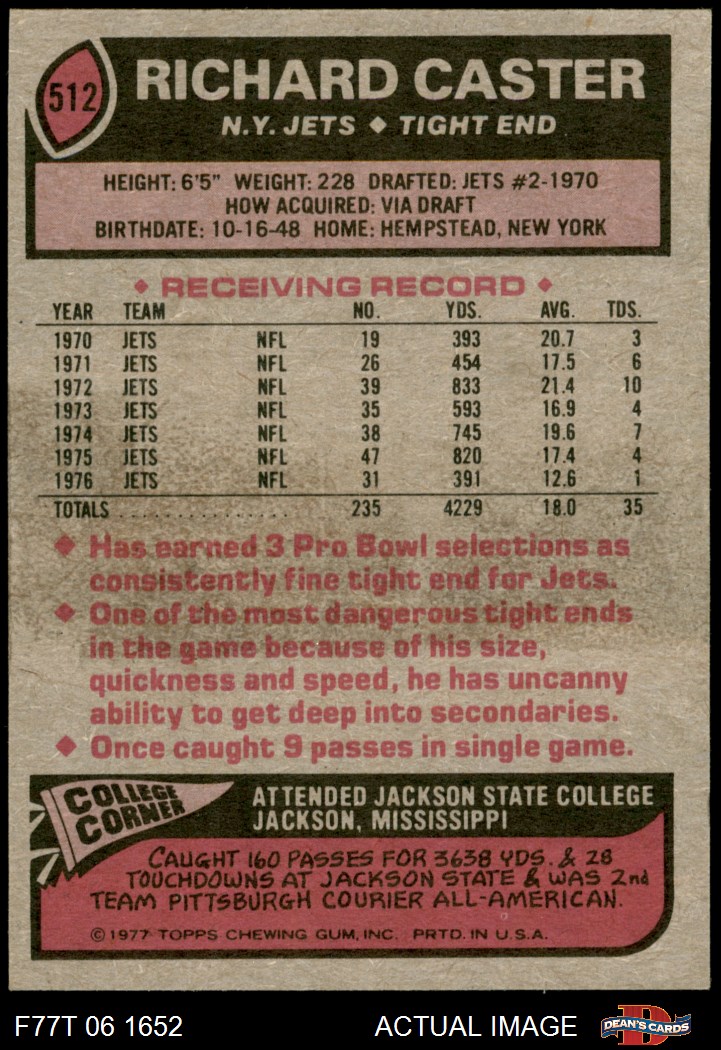 512
RICHARD CASTER
N.Y. JETS ◆ TIGHT END
HEIGHT: 6'5" WEIGHT: 228 DRAFTED: JETS #2-1970
HOW ACQUIRED: VIA DRAFT
BIRTHDATE: 10-16-48 HOME: HEMPSTEAD, NEW YORK
◆ RECEIVING RECORD ◆
YEAR TEAM NO. YDS. AVG. TDS.
1970 JETS NFL 19 393 20.7 3
1971 JETS NFL 26 454 17.5 6
1972 JETS NFL 39 833 21.4 10
1973 JETS NFL 35 593 16.9 4
1974 JETS NFL 38 745 19.6 7
1975 JETS NFL 47 820 17.4 4
1976 JETS NFL 31 391 12.6 1
TOTALS . . . . . . . . . . . . . . . . 235 4229 18.0 35
◆ Has earned 3 Pro Bowl selections as
consistently fine tight end for Jets.
◆ One of the most dangerous tight ends
in the game because of his size,
quickness and speed, he has uncanny
ability to get deep into secondaries.
◆ Once caught 9 passes in single game.
COLLEGE
CORNER
ATTENDED JACKSON STATE COLLEGE
JACKSON, MISSISSIPPI
CAUGHT 160 PASSES FOR 3638 YDS. & 28
TOUCHDOWNS AT JACKSON STATE & WAS 2nd
TEAM PITTSBURGH COURIER ALL-AMERICAN.
© 1977 TOPPS CHEWING GUM, INC. PRTD. IN U.S.A.
F77T 06 1652 ACTUAL IMAGE
D
DEAN'S CARDS